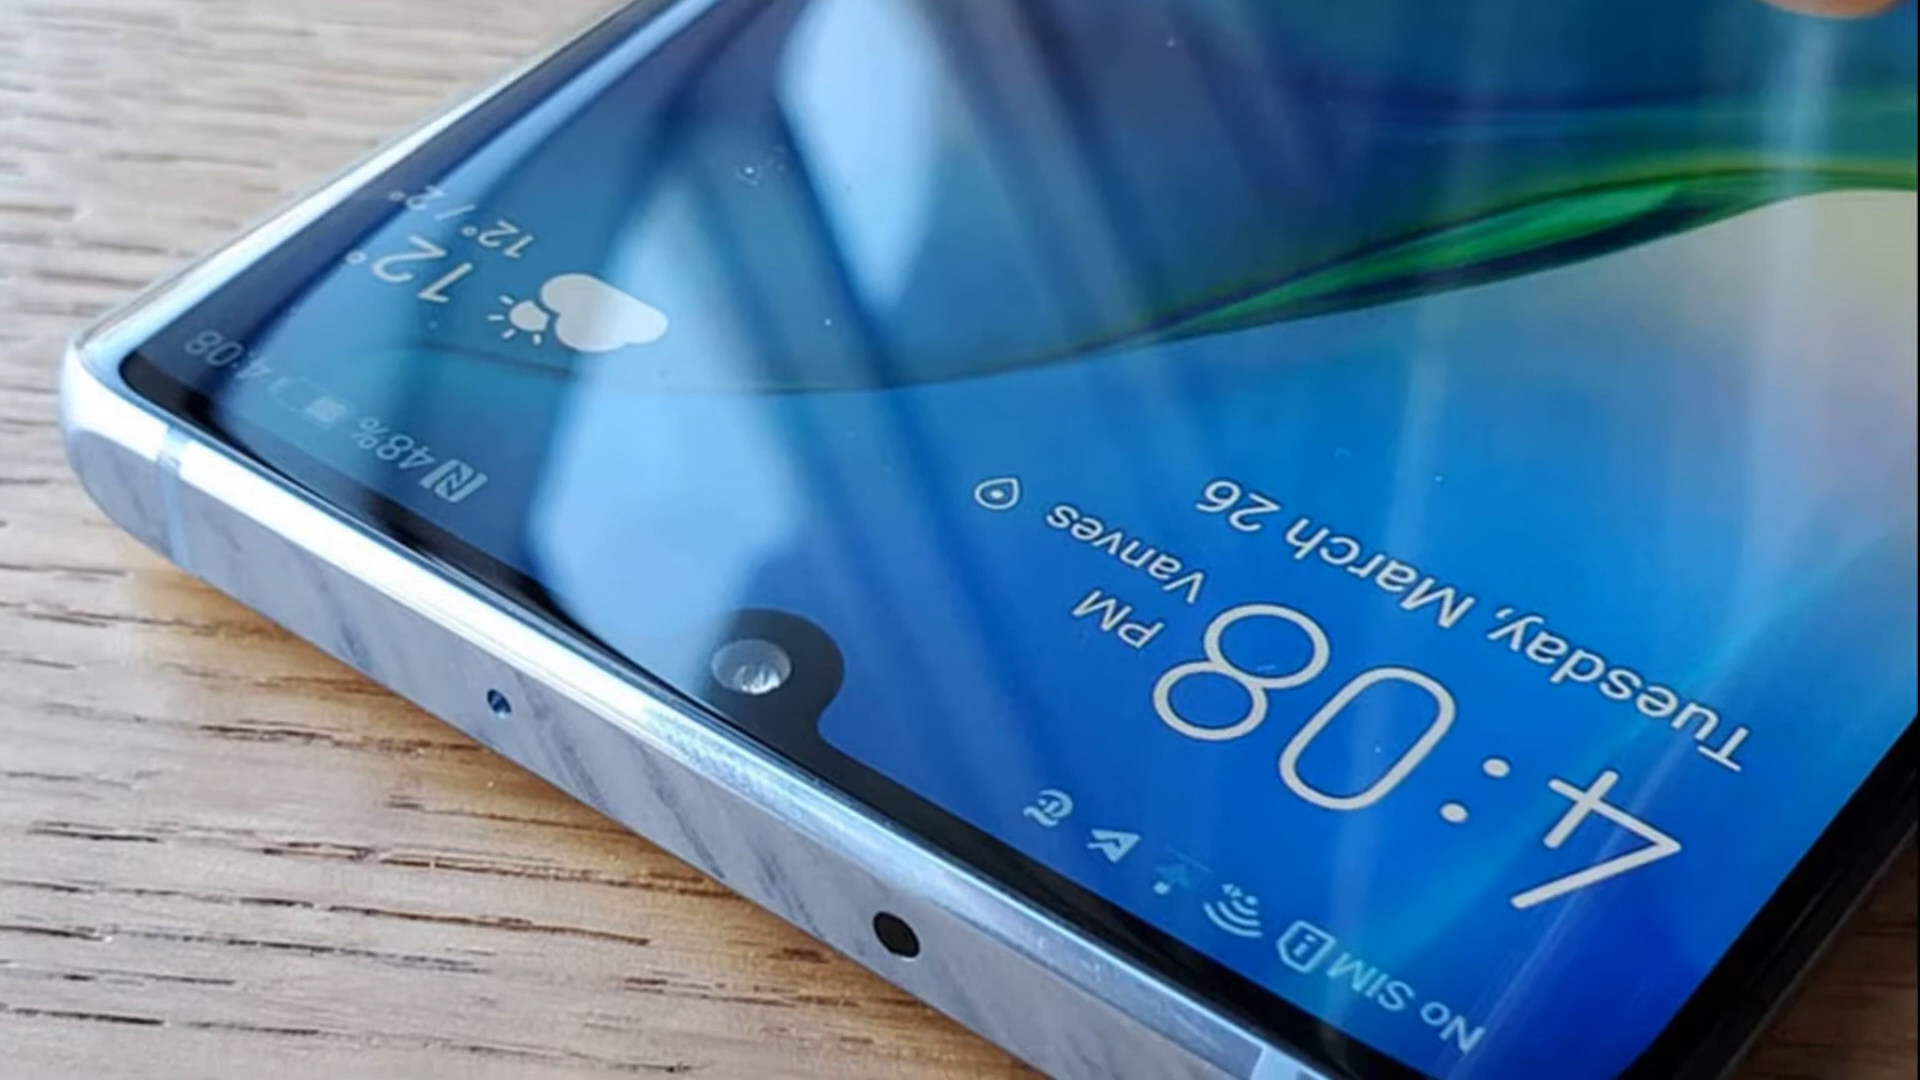 No SIM
48% 4:08
4:08 PM
Vanves
Tuesday, March 26
12°
12° / 2°